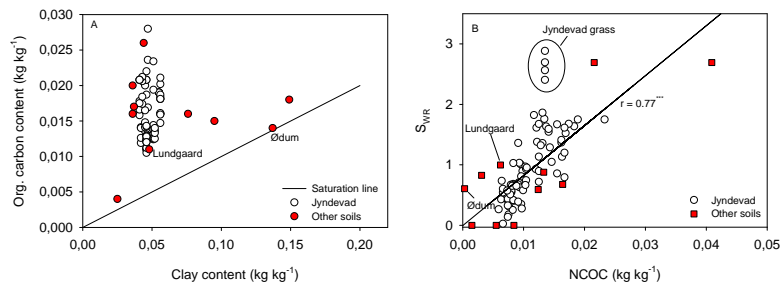 A
Org. carbon content (kg kg⁻¹)
0,030
0,025
0,020
0,015
0,010
0,005
0,000
Lundgaard
Ødum
Saturation line
Jyndevad
Other soils
0,00 0,05 0,10 0,15 0,20
Clay content (kg kg⁻¹)
B
S_WR
3
2
1
0
Jyndevad grass
r = 0.77***
Lundgaard
Ødum
Jyndevad
Other soils
0,00 0,01 0,02 0,03 0,04 0,05
NCOC (kg kg⁻¹)